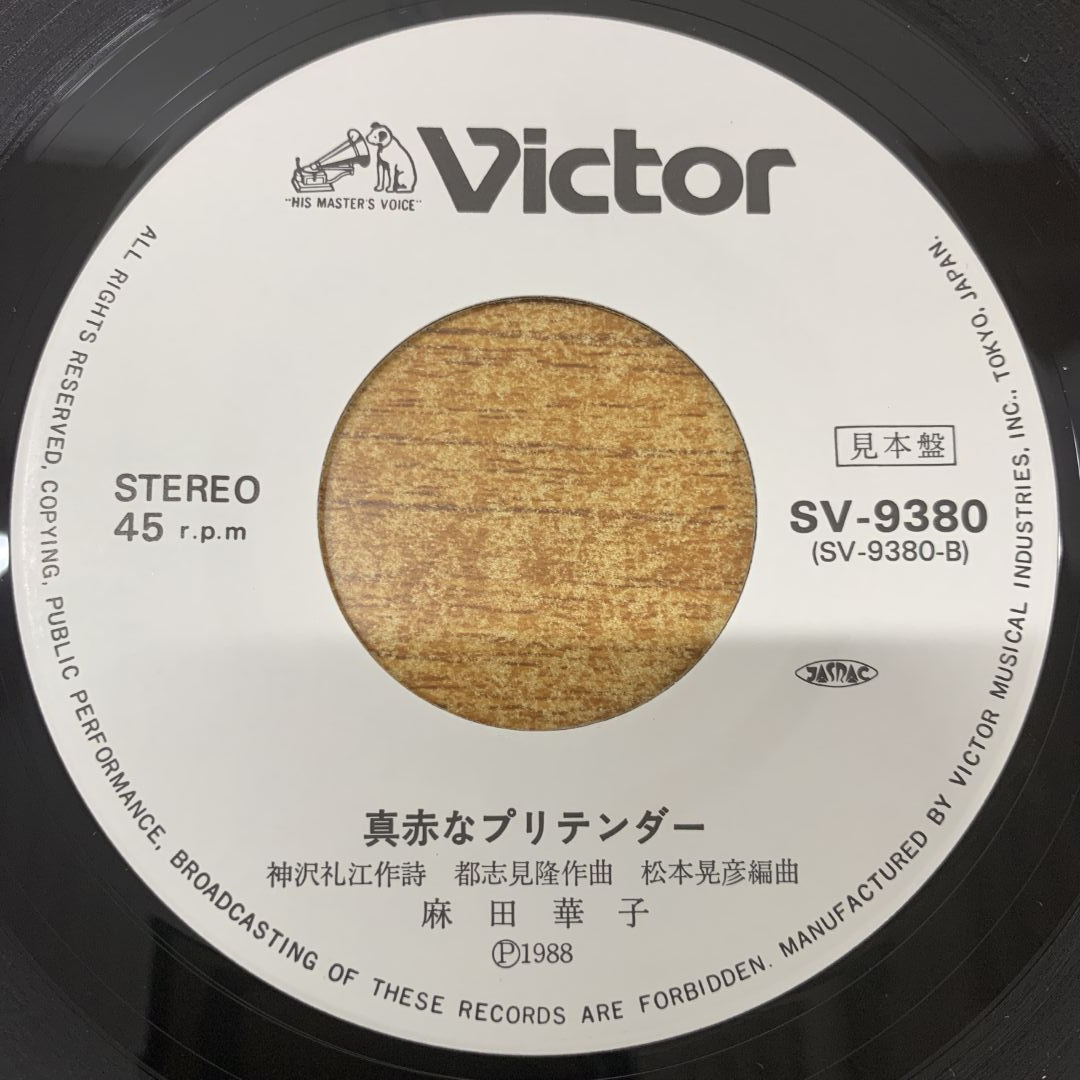 "HIS MASTER'S VOICE"
Victor
見本盤
STEREO
45 r.p.m
SV-9380
(SV-9380-B)
JASRAC
真赤なプリテンダー
神沢礼江作詩 都志見隆作曲 松本晃彦編曲
麻田華子
Ⓟ1988
ALL RIGHTS RESERVED, COPYING, PUBLIC PERFORMANCE, BROADCASTING OF THESE RECORDS ARE FORBIDDEN. MANUFACTURED BY VICTOR MUSICAL INDUSTRIES, INC., TOKYO, JAPAN.